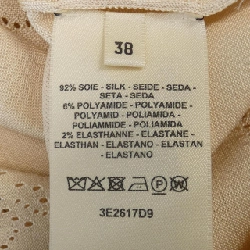 38
92% SOIE - SILK - SEIDE - SEDA -
SETA - SEDA
6% POLYAMIDE - POLYAMIDE -
POLYAMID - POLIAMIDA -
POLIAMMIDE - POLIAMIDA
2% ELASTHANNE - ELASTANE -
ELASTHAN - ELASTANO - ELASTAN
- ELASTANO
P W
3E2617D9